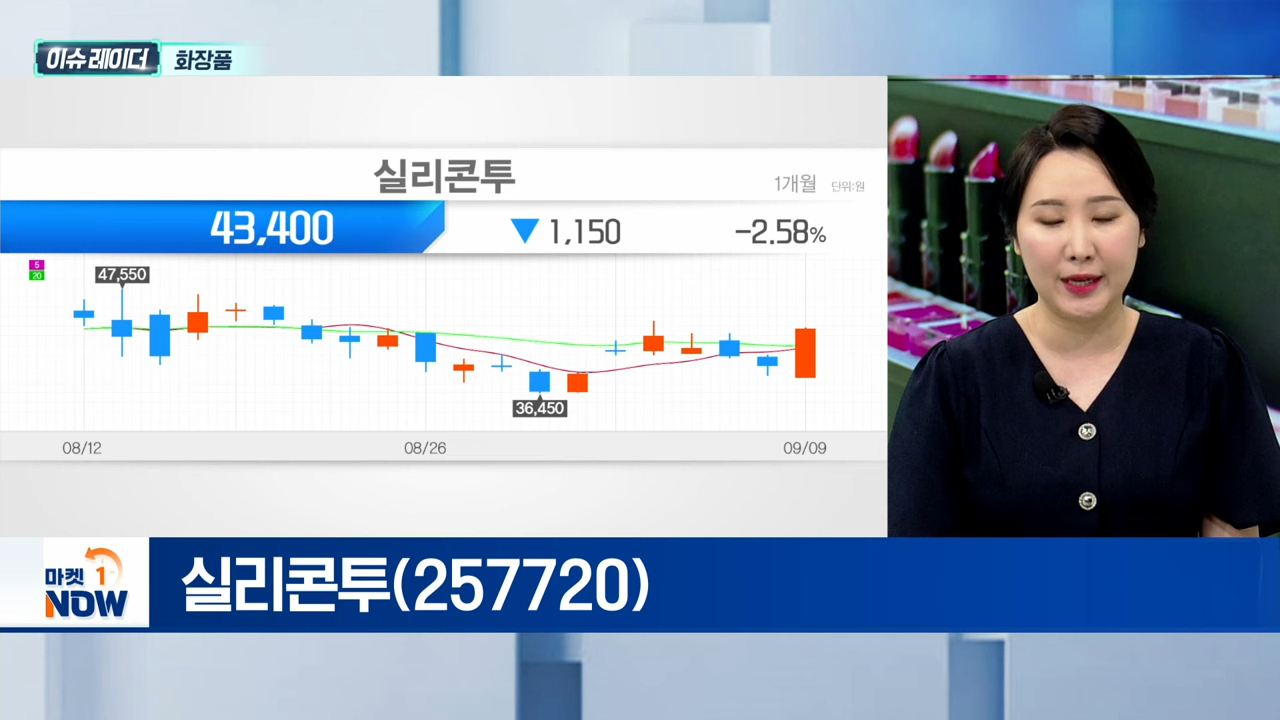 이슈 레이더 화장품
실리콘투
1개월 단위:원
43,400 ▼ 1,150 -2.58%
5
20
47,550
36,450
08/12 08/26 09/09
마켓 1
NOW
실리콘투(257720)